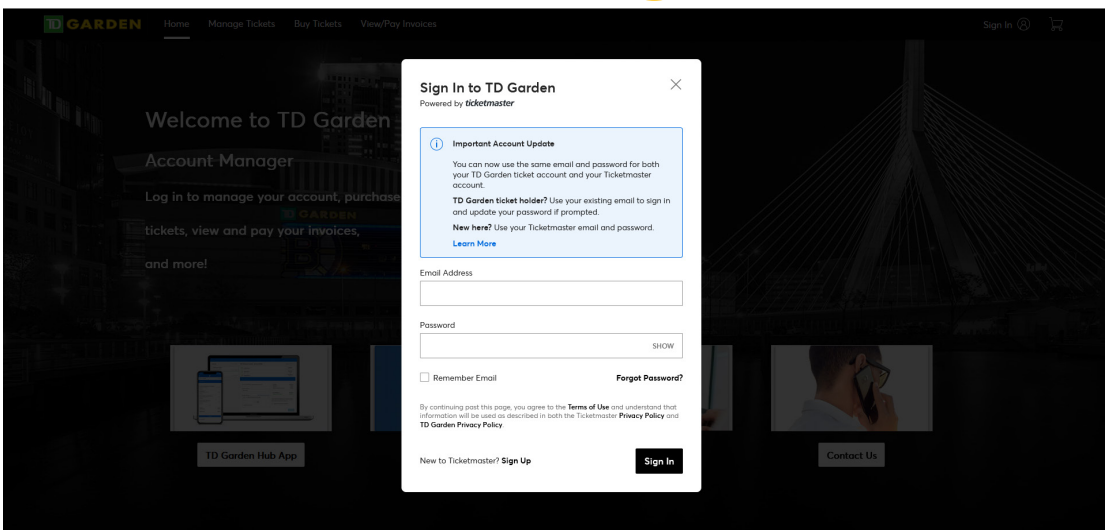 TD GARDEN
Home Manage Tickets Buy Tickets View/Pay Invoices Sign In
Welcome to TD Garden
Account Manager
Log in to manage your account, purchase
tickets, view and pay your invoices,
and more!
Sign In to TD Garden
Powered by ticketmaster
Important Account Update
You can now use the same email and password for both
your TD Garden ticket account and your Ticketmaster
account.
TD Garden ticket holder? Use your existing email to sign in
and update your password if prompted.
New here? Use your Ticketmaster email and password.
Learn More
Email Address
Password
SHOW
Remember Email Forgot Password?
By continuing past this page, you agree to the Terms of Use and understand that
information will be used as described in both the Ticketmaster Privacy Policy and
TD Garden Privacy Policy.
New to Ticketmaster? Sign Up Sign In
TD GARDEN
TD Garden Hub App
Contact Us